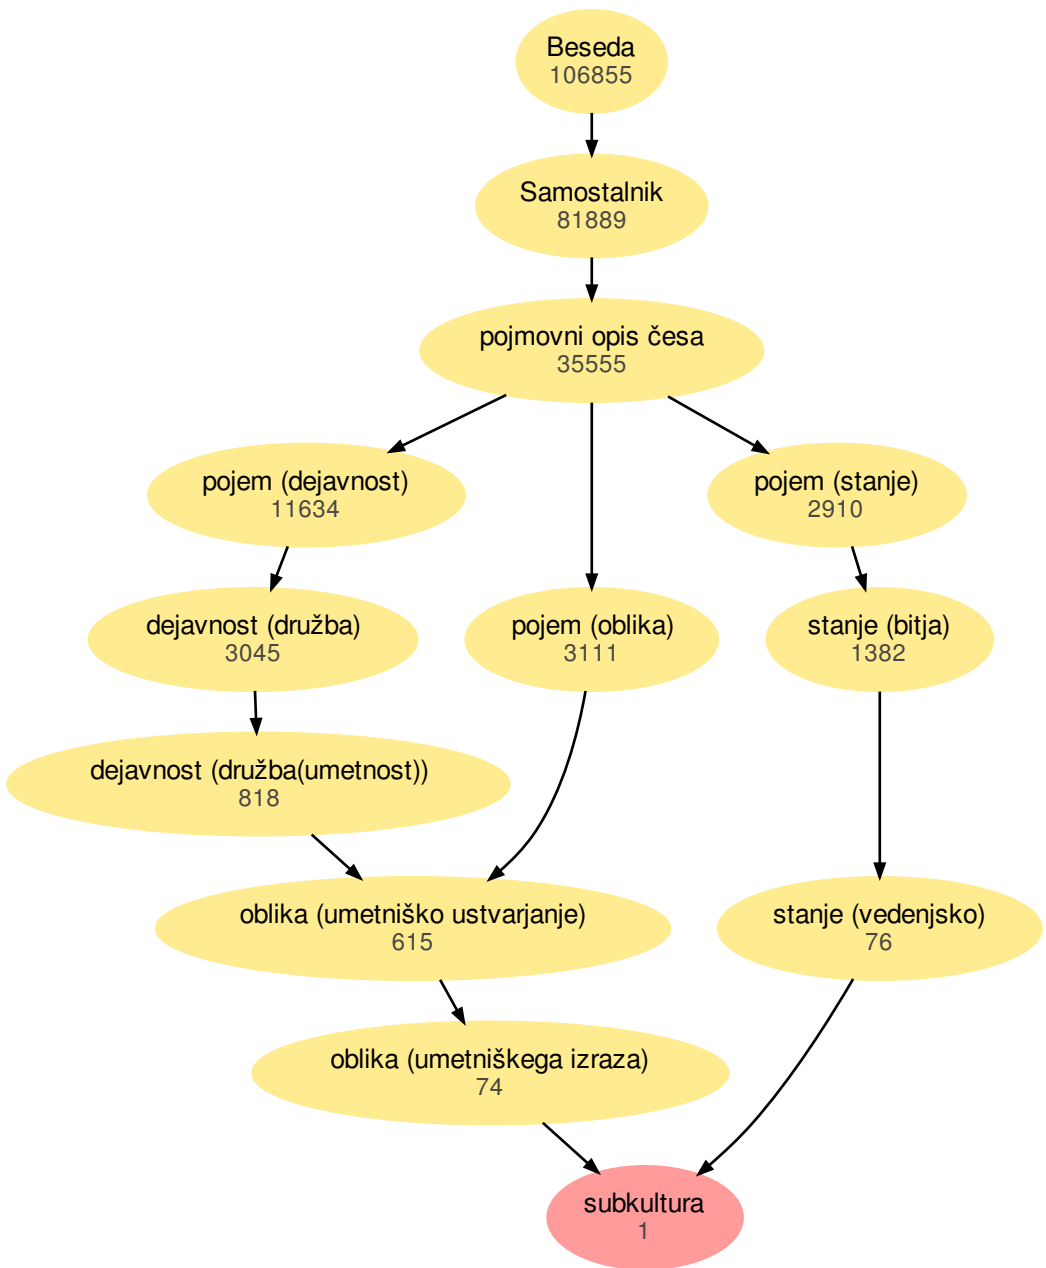 Beseda
106855
Samostalnik
81889
pojmovni opis česa
35555
pojem (dejavnost)
11634
pojem (stanje)
2910
dejavnost (družba)
3045
pojem (oblika)
3111
stanje (bitja)
1382
dejavnost (družba(umetnost))
818
oblika (umetniško ustvarjanje)
615
stanje (vedenjsko)
76
oblika (umetniškega izraza)
74
subkultura
1